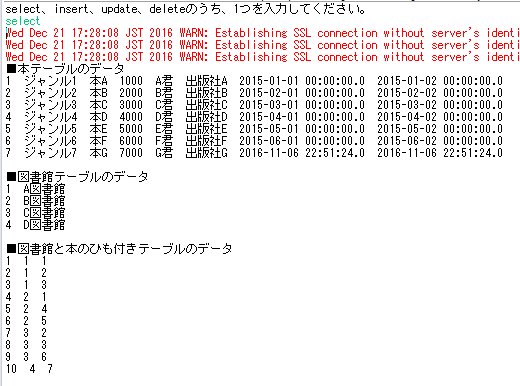 select、insert、update、deleteのうち、1つを入力してください。
select
Wed Dec 21 17:28:08 JST 2016 WARN: Establishing SSL connection without server's identi
Wed Dec 21 17:28:08 JST 2016 WARN: Establishing SSL connection without server's identi
Wed Dec 21 17:28:08 JST 2016 WARN: Establishing SSL connection without server's identi
■本テーブルのデータ
1 ジャンル1 本A 1000 A君 出版社A 2015-01-01 00:00:00.0 2015-01-02 00:00:00.0
2 ジャンル2 本B 2000 B君 出版社B 2015-02-01 00:00:00.0 2015-02-02 00:00:00.0
3 ジャンル3 本C 3000 C君 出版社C 2015-03-01 00:00:00.0 2015-03-02 00:00:00.0
4 ジャンル4 本D 4000 D君 出版社D 2015-04-01 00:00:00.0 2015-04-02 00:00:00.0
5 ジャンル5 本E 5000 E君 出版社E 2015-05-01 00:00:00.0 2015-05-02 00:00:00.0
6 ジャンル6 本F 6000 F君 出版社F 2015-06-01 00:00:00.0 2015-06-02 00:00:00.0
7 ジャンル7 本G 7000 G君 出版社G 2016-11-06 22:51:24.0 2016-11-06 22:51:24.0
■図書館テーブルのデータ
1 A図書館
2 B図書館
3 C図書館
4 D図書館
■図書館と本のひも付きテーブルのデータ
1 1 1
2 1 2
3 1 3
4 2 1
5 2 4
6 2 5
7 3 2
8 3 3
9 3 6
10 4 7